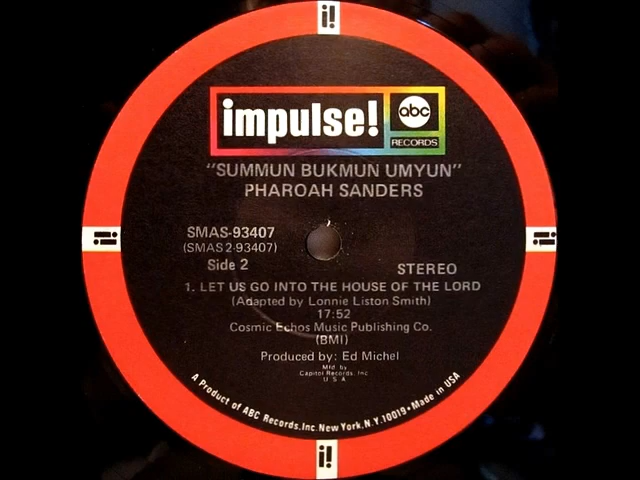 i!
impulse!
abc
RECORDS
"SUMMUN BUKMUN UMYUN"
PHAROAH SANDERS
i! i!
SMAS-93407
(SMAS 2-93407)
Side 2
STEREO
1. LET US GO INTO THE HOUSE OF THE LORD
(Adapted by Lonnie Liston Smith)
17:52
Cosmic Echos Music Publishing Co.
(BMI)
Produced by: Ed Michel
Mfd. by
Capitol Records, Inc.
U S A
A Product of ABC Records, Inc. New York, N.Y. 10019 • Made in USA
i!